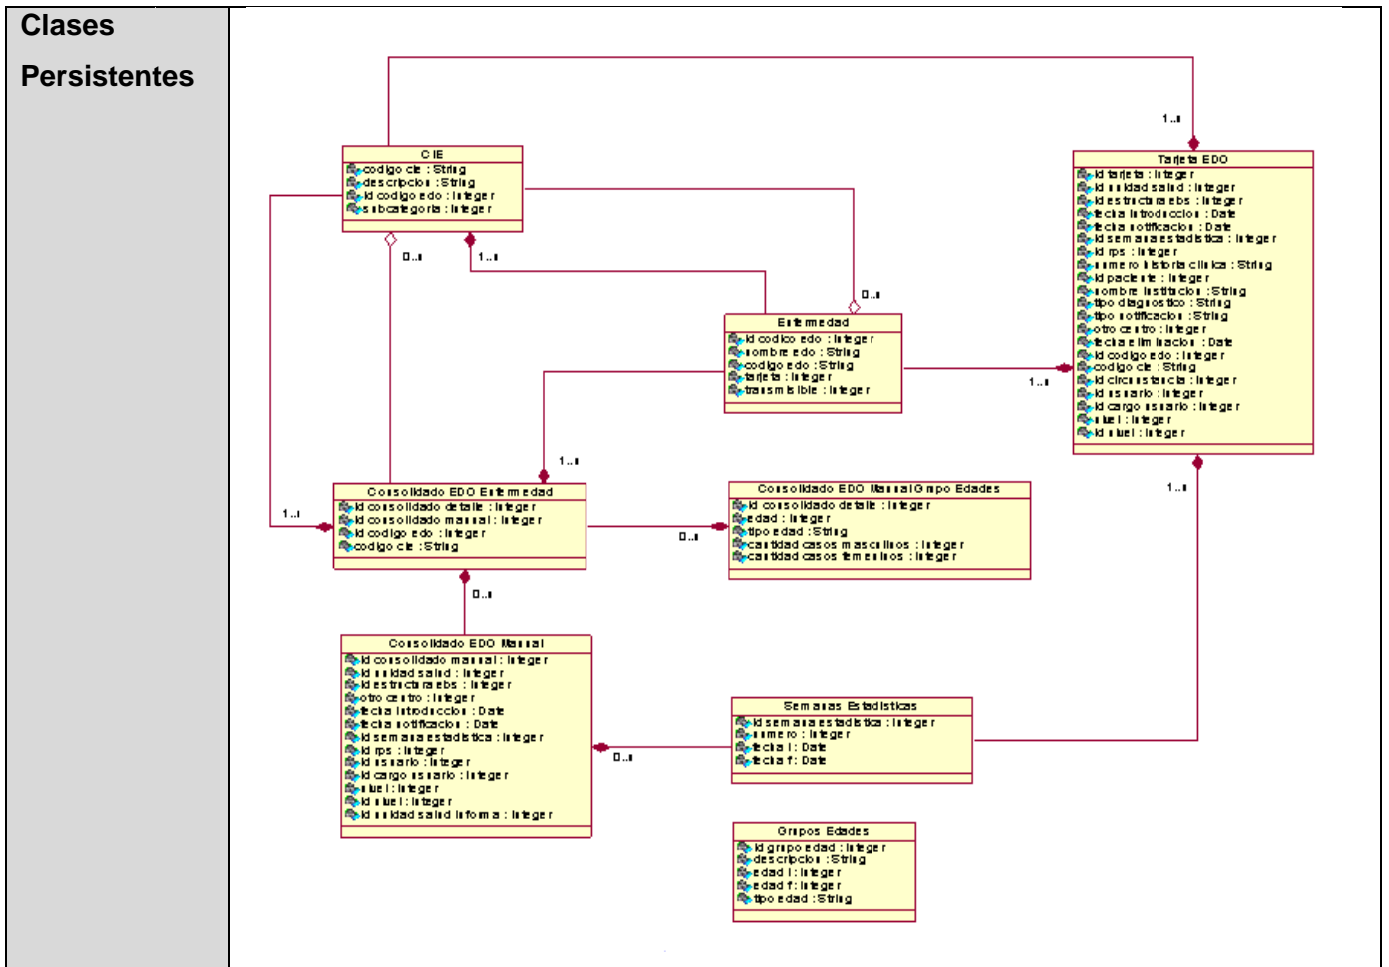 Clases
Persistentes
1..n
CIE
codigo cie : String
descripcion : String
id codigo edo : Integer
subcategoria : Integer
0..n
1..n
0..n
Tarjeta EDO
id tarjeta : Integer
id unidad salud : Integer
id estructura ebs : Integer
fecha introduccion : Date
fecha notificacion : Date
id semana estadistica : Integer
id rps : Integer
numero historia clinica : String
id paciente : Integer
nombre institucion : String
tipo diagnostico : String
tipo notificacion : String
otro centro : Integer
fecha eliminacion : Date
id codigo edo : Integer
codigo cie : String
id circunstancia : Integer
id usuario : Integer
id cargo usuario : Integer
nivel : Integer
id nivel : Integer
Enfermedad
id codico edo : Integer
nombre edo : String
codigo edo : String
tarjeta : Integer
transmisible : Integer
1..n
1..n
1..n
1..n
Consolidado EDO Enfermedad
id consolidado detalle : Integer
id consolidado manual : Integer
id codigo edo : Integer
codigo cie : String
0..n
Consolidado EDO Manual Grupo Edades
id consolidado detalle : Integer
edad : Integer
tipo edad : String
cantidad casos masculinos : Integer
cantidad casos femeninos : Integer
0..n
Consolidado EDO Manual
id consolidado manual : Integer
id unidad salud : Integer
id estructura ebs : Integer
otro centro : Integer
fecha introduccion : Date
fecha notificacion : Date
id semana estadistica : Integer
id rps : Integer
id usuario : Integer
id cargo usuario : Integer
nivel : Integer
id nivel : Integer
id unidad salud informa : Integer
0..n
Semanas Estadisticas
id semana estadistica : Integer
numero : Integer
fecha i : Date
fecha f : Date
Grupos Edades
id grupo edad : Integer
descripcion : String
edad i : Integer
edad f : Integer
tipo edad : String